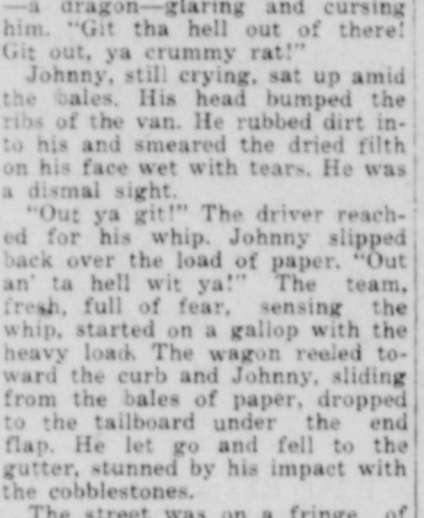 —a dragon—glaring and cursing
him. "Git tha hell out of there!
Git out, ya crummy rat!"
Johnny, still crying, sat up amid
the bales. His head bumped the
ribs of the van. He rubbed dirt in-
to his and smeared the dried filth
on his face wet with tears. He was
a dismal sight.
"Out ya git!" The driver reach-
ed for his whip. Johnny slipped
back over the load of paper. "Out
an' ta hell wit ya!" The team,
fresh, full of fear, sensing the
whip, started on a gallop with the
heavy load. The wagon reeled to-
ward the curb and Johnny, sliding
from the bales of paper, dropped
to the tailboard under the end
flap. He let go and fell to the
gutter, stunned by his impact with
the cobblestones.
The street was on a fringe of